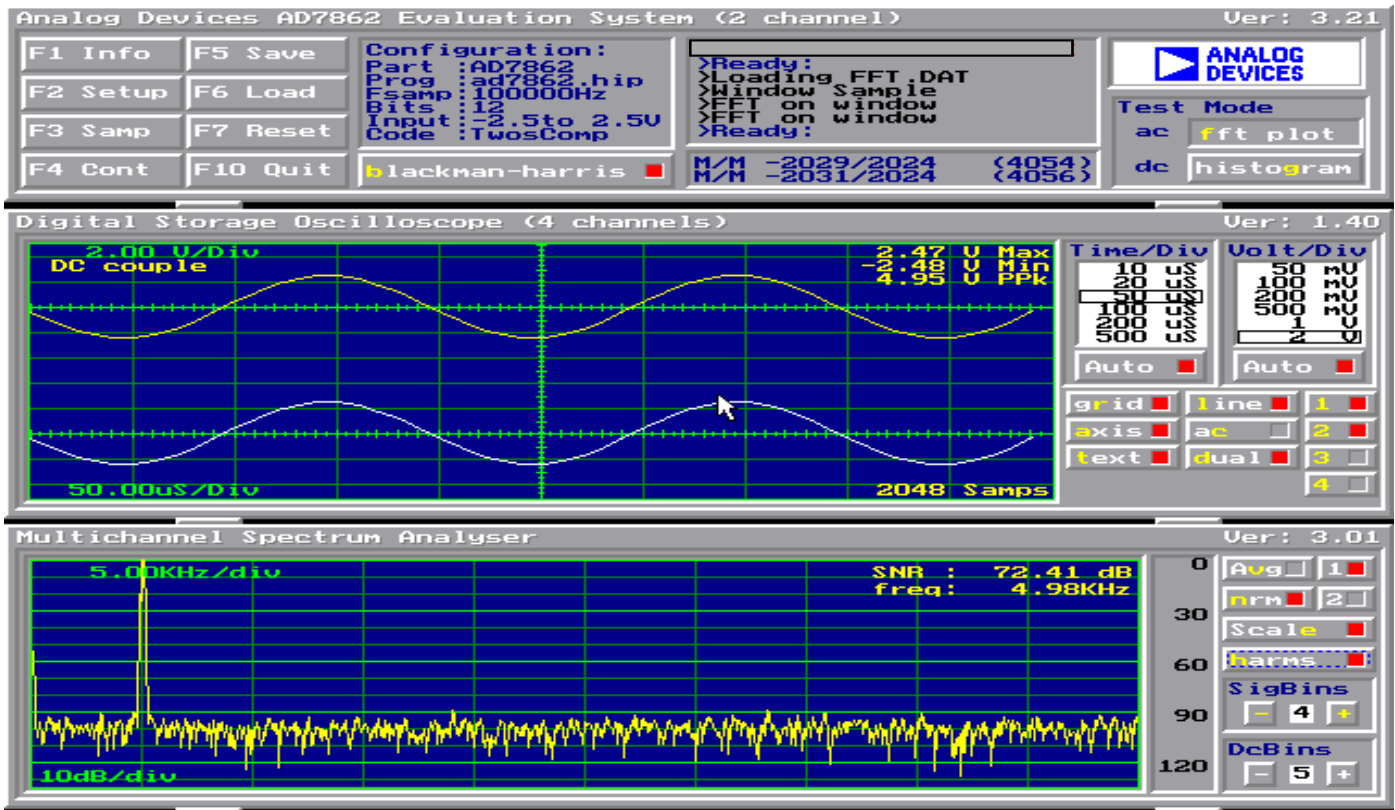 Analog Devices AD7862 Evaluation System (2 channel) Ver: 3.21
F1 Info F5 Save
F2 Setup F6 Load
F3 Samp F7 Reset
F4 Cont F10 Quit
Configuration:
Part :AD7862
Prog :ad7862.hip
Fsamp:100000Hz
Bits :12
Input:-2.5to 2.5V
Code :TwosComp
blackman-harris
>Ready:
>Loading FFT.DAT
>Window Sample
>FFT on window
>FFT on window
>Ready:
M/M -2029/2024 (4054)
M/M -2031/2024 (4056)
ANALOG
DEVICES
Test Mode
ac fft plot
dc histogram
Digital Storage Oscilloscope (4 channels) Ver: 1.40
2.00 V/Div
DC couple
2.47 V Max
-2.48 V Min
4.95 V PPk
50.00uS/Div
2048 Samps
Time/Div
10 uS
20 uS
50 uS
100 uS
200 uS
500 uS
Auto
Volt/Div
50 mV
100 mV
200 mV
500 mV
1 V
2 V
Auto
grid line 1
axis ac 2
text dual 3
4
Multichannel Spectrum Analyser Ver: 3.01
5.00KHz/div
SNR : 72.41 dB
freq: 4.98KHz
10dB/div
0
30
60
90
120
Avg 1
nrm 2
Scale
harms
SigBins
- 4 +
DcBins
- 5 +